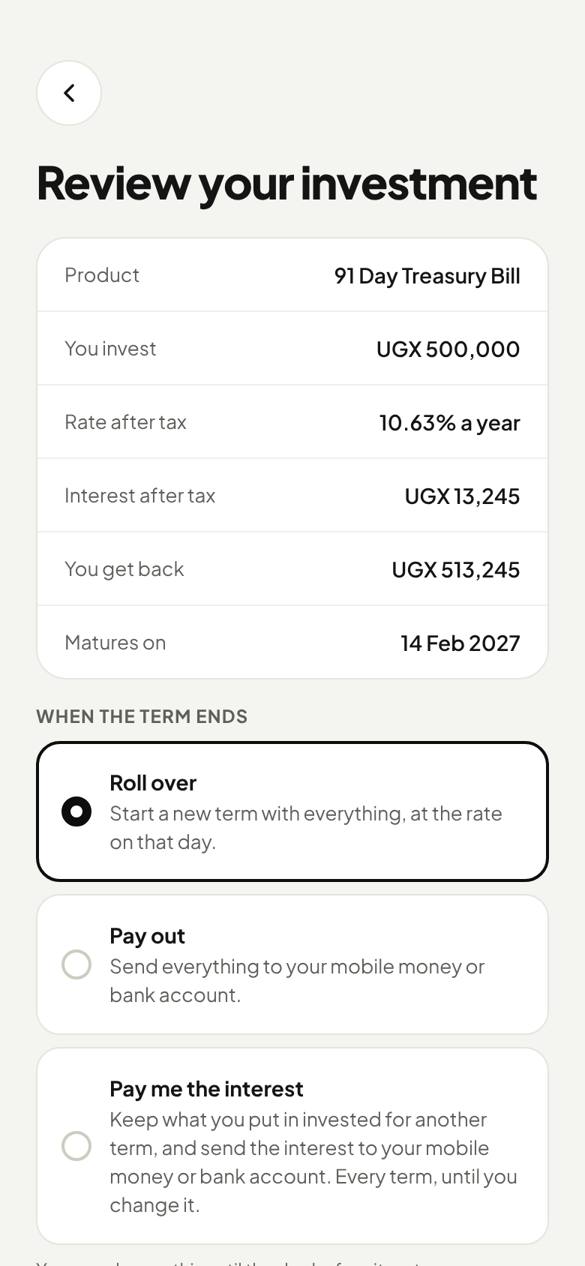 Review your investment
Product 91 Day Treasury Bill
You invest UGX 500,000
Rate after tax 10.63% a year
Interest after tax UGX 13,245
You get back UGX 513,245
Matures on 14 Feb 2027
WHEN THE TERM ENDS
Roll over
Start a new term with everything, at the rate
on that day.
Pay out
Send everything to your mobile money or
bank account.
Pay me the interest
Keep what you put in invested for another
term, and send the interest to your mobile
money or bank account. Every term, until you
change it.